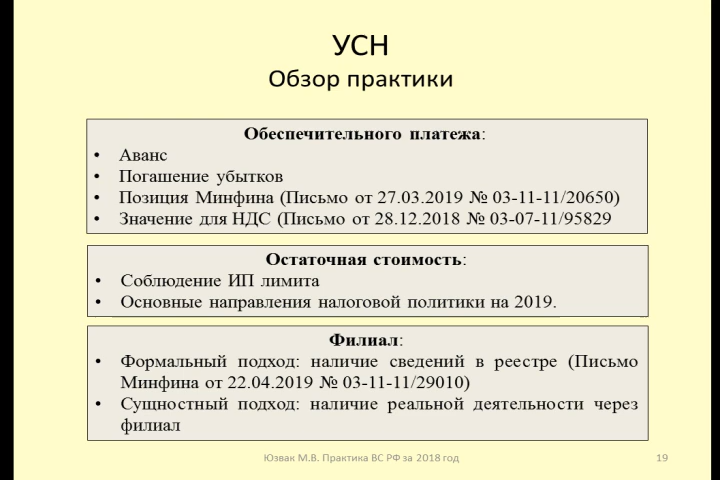 УСН
Обзор практики
Обеспечительного платежа:
• Аванс
• Погашение убытков
• Позиция Минфина (Письмо от 27.03.2019 № 03-11-11/20650)
• Значение для НДС (Письмо от 28.12.2018 № 03-07-11/95829
Остаточная стоимость:
• Соблюдение ИП лимита
• Основные направления налоговой политики на 2019.
Филиал:
• Формальный подход: наличие сведений в реестре (Письмо
Минфина от 22.04.2019 № 03-11-11/29010)
• Сущностный подход: наличие реальной деятельности через
филиал
Юзвак М.В. Практика ВС РФ за 2018 год
19